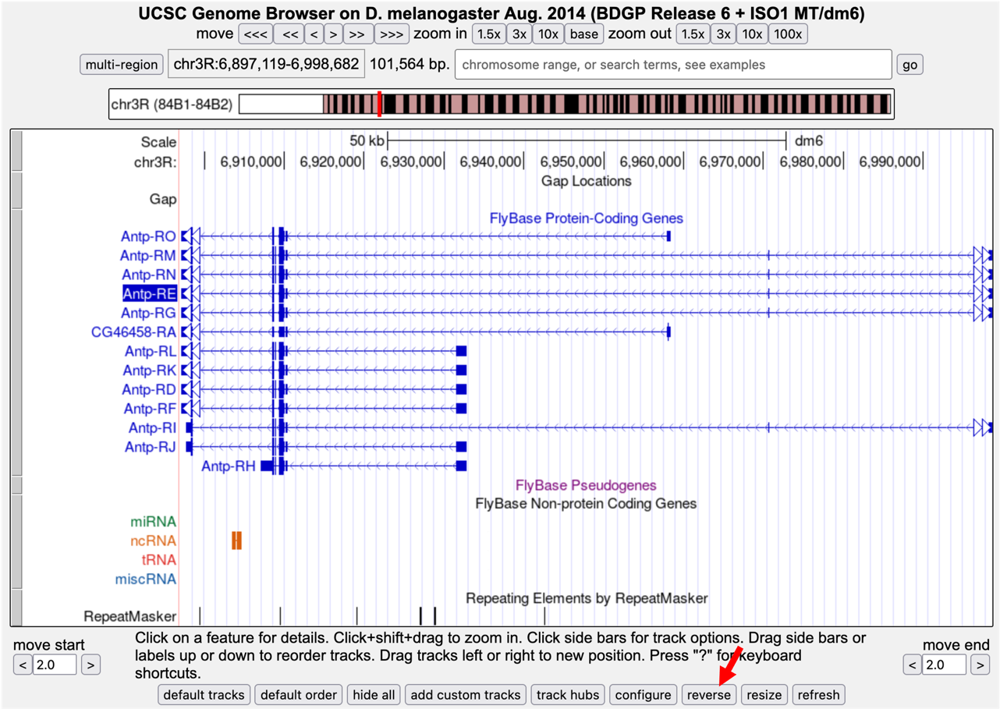 UCSC Genome Browser on D. melanogaster Aug. 2014 (BDGP Release 6 + ISO1 MT/dm6)
move <<< << < > >> >>> zoom in 1.5x 3x 10x base zoom out 1.5x 3x 10x 100x
multi-region chr3R:6,897,119-6,998,682 101,564 bp. chromosome range, or search terms, see examples go
chr3R (84B1-84B2)
Scale 50 kb dm6
chr3R: 6,910,000 6,920,000 6,930,000 6,940,000 6,950,000 6,960,000 6,970,000 6,980,000 6,990,000
Gap Locations
Gap
FlyBase Protein-Coding Genes
Antp-RO
Antp-RM
Antp-RN
Antp-RE
Antp-RG
CG46458-RA
Antp-RL
Antp-RK
Antp-RD
Antp-RF
Antp-RI
Antp-RJ
Antp-RH
FlyBase Pseudogenes
FlyBase Non-protein Coding Genes
miRNA
ncRNA
tRNA
miscRNA
Repeating Elements by RepeatMasker
RepeatMasker
move start
< 2.0 >
Click on a feature for details. Click+shift+drag to zoom in. Click side bars for track options. Drag side bars or
labels up or down to reorder tracks. Drag tracks left or right to new position. Press "?" for keyboard
shortcuts.
move end
< 2.0 >
default tracks default order hide all add custom tracks track hubs configure reverse resize refresh